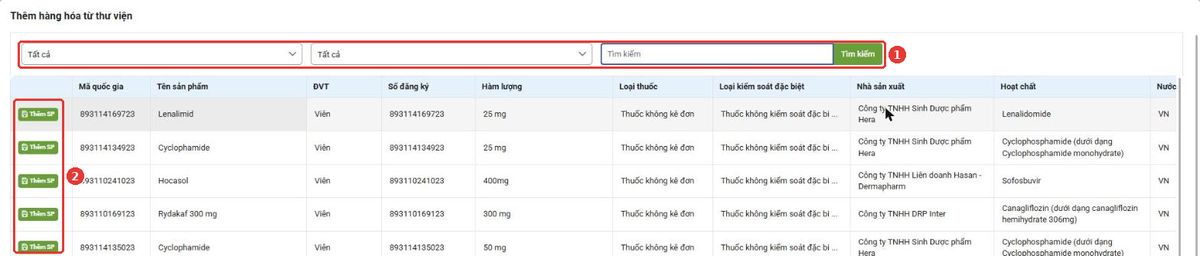 Thêm hàng hóa từ thư viện
Tất cả Tất cả Tìm kiếm Tìm kiếm 1
Mã quốc gia Tên sản phẩm ĐVT Số đăng ký Hàm lượng Loại thuốc Loại kiểm soát đặc biệt Nhà sản xuất Hoạt chất Nước
Thêm SP 893114169723 Lenalimid Viên 893114169723 25 mg Thuốc không kê đơn Thuốc không kiểm soát đặc bi ... Công ty TNHH Sinh Dược phẩm Hera Lenalidomide VN
Thêm SP 893114134923 Cyclophamide Viên 893114134923 25 mg Thuốc không kê đơn Thuốc không kiểm soát đặc bi ... Công ty TNHH Sinh Dược phẩm Hera Cyclophosphamide (dưới dạng Cyclophosphamide monohydrate) VN
2
Thêm SP 893110241023 Hocasol Viên 893110241023 400mg Thuốc không kê đơn Thuốc không kiểm soát đặc bi ... Công ty TNHH Liên doanh Hasan - Dermapharm Sofosbuvir VN
Thêm SP 893110169123 Rydakaf 300 mg Viên 893110169123 300 mg Thuốc không kê đơn Thuốc không kiểm soát đặc bi ... Công ty TNHH DRP Inter Canagliflozin (dưới dạng canagliflozin hemihydrate 306mg) VN
Thêm SP 893114135023 Cyclophamide Viên 893114135023 50 mg Thuốc không kê đơn Thuốc không kiểm soát đặc bi ... Công ty TNHH Sinh Dược phẩm Hera Cyclophosphamide (dưới dạng Cyclophosphamide monohydrate) VN